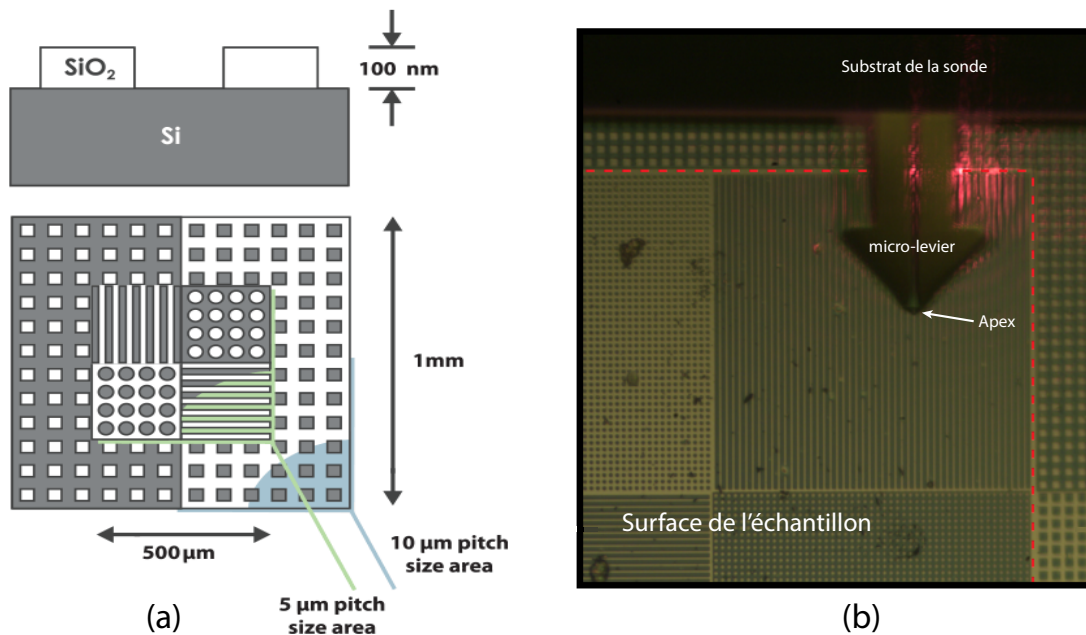 SiO₂
100 nm
Si
1mm
500 µm
10 µm pitch
size area
5 µm pitch
size area
(a)
Substrat de la sonde
micro-levier
Apex
Surface de l'échantillon
(b)